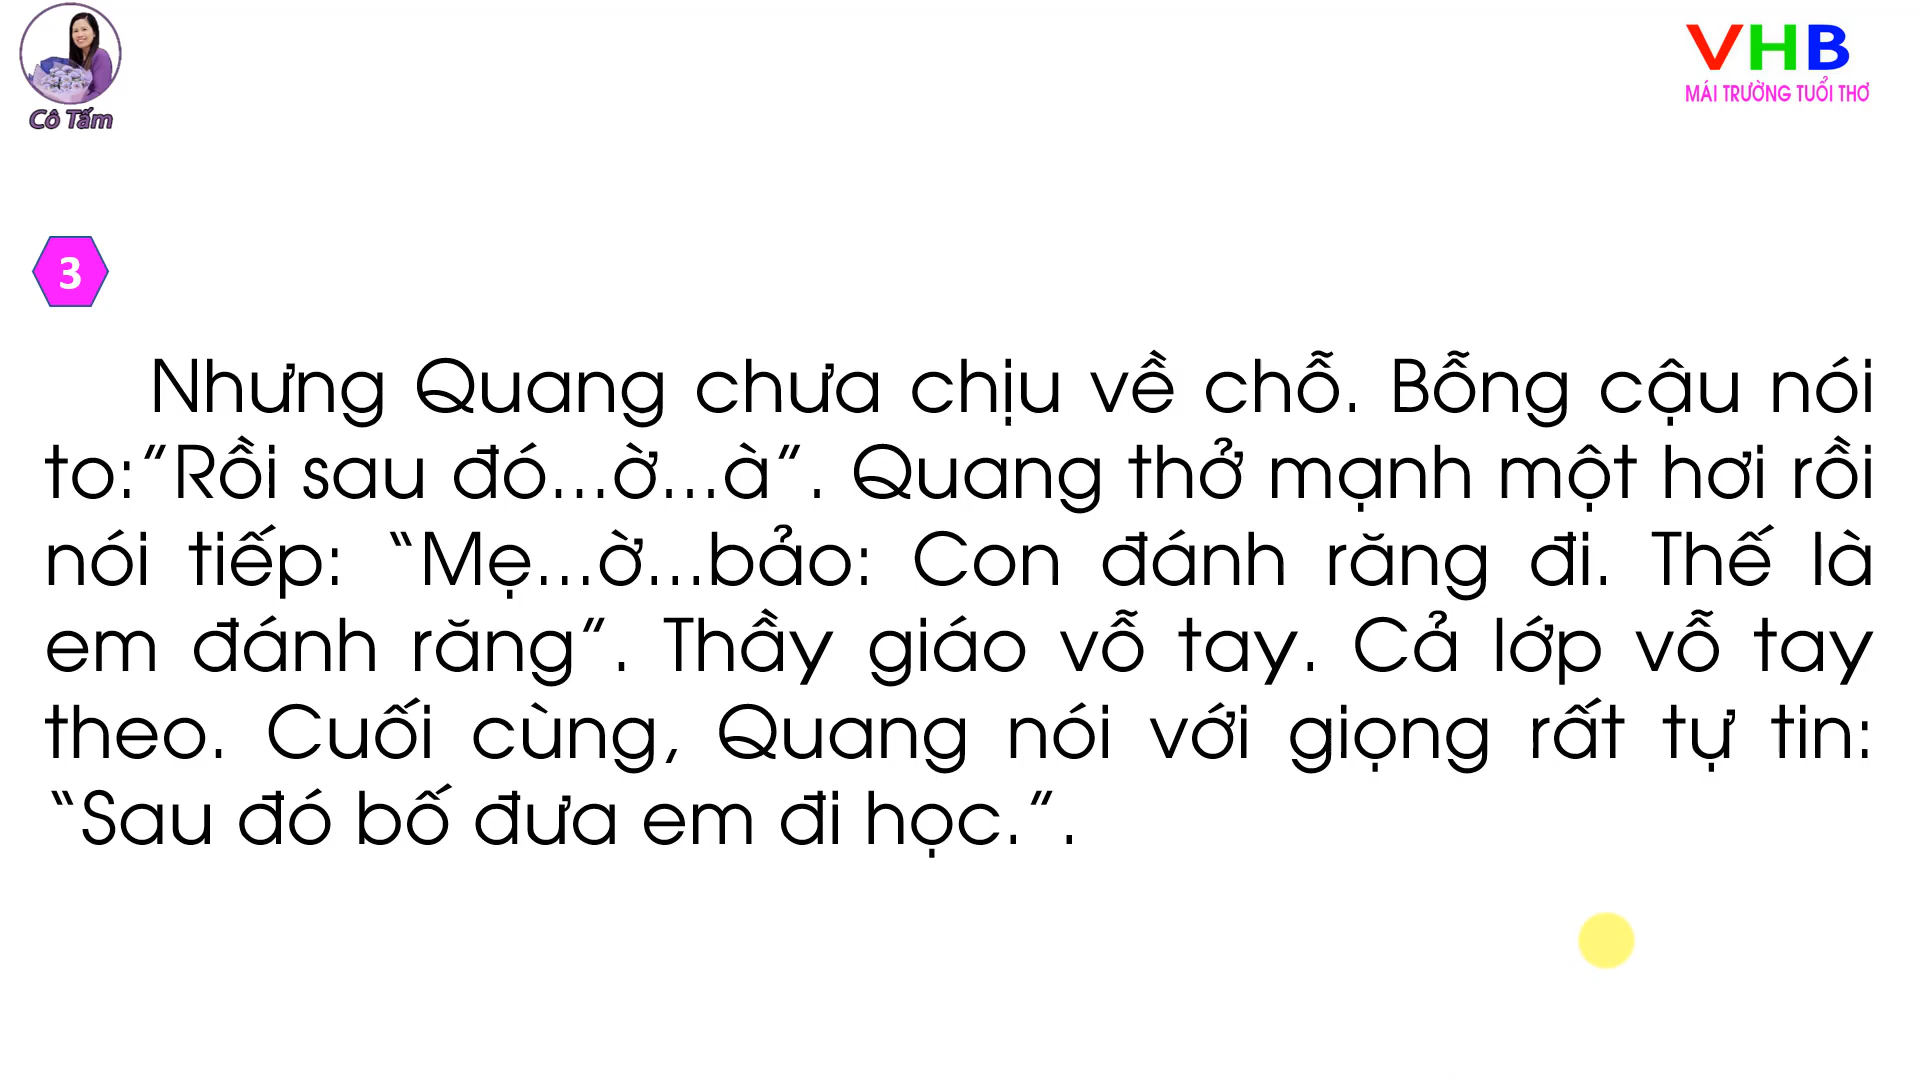 Cô Tấm
VHB
MÁI TRƯỜNG TUỔI THƠ
3
Nhưng Quang chưa chịu về chỗ. Bỗng cậu nói
to:”Rồi sau đó...ờ...à”. Quang thở mạnh một hơi rồi
nói tiếp: “Mẹ...ờ...bảo: Con đánh răng đi. Thế là
em đánh răng”. Thầy giáo vỗ tay. Cả lớp vỗ tay
theo. Cuối cùng, Quang nói với giọng rất tự tin:
“Sau đó bố đưa em đi học.”.